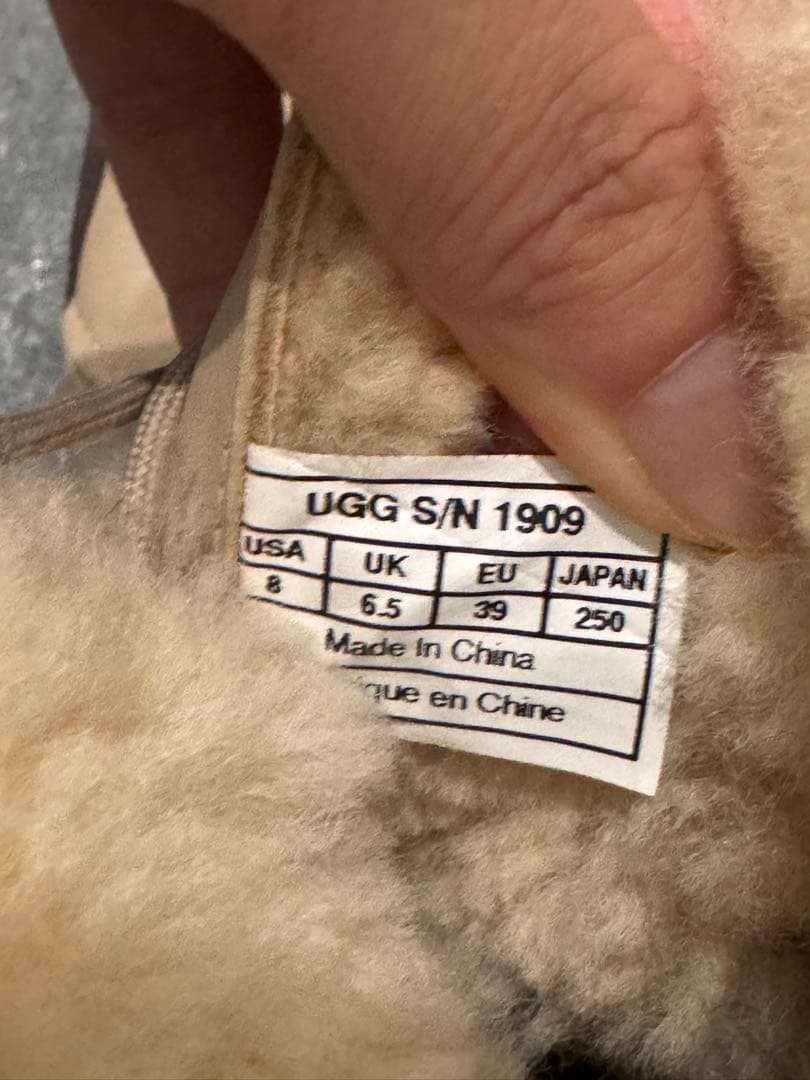 UGG S/N 1909
USA UK EU JAPAN
8 6.5 39 250
Made In China
en Chine